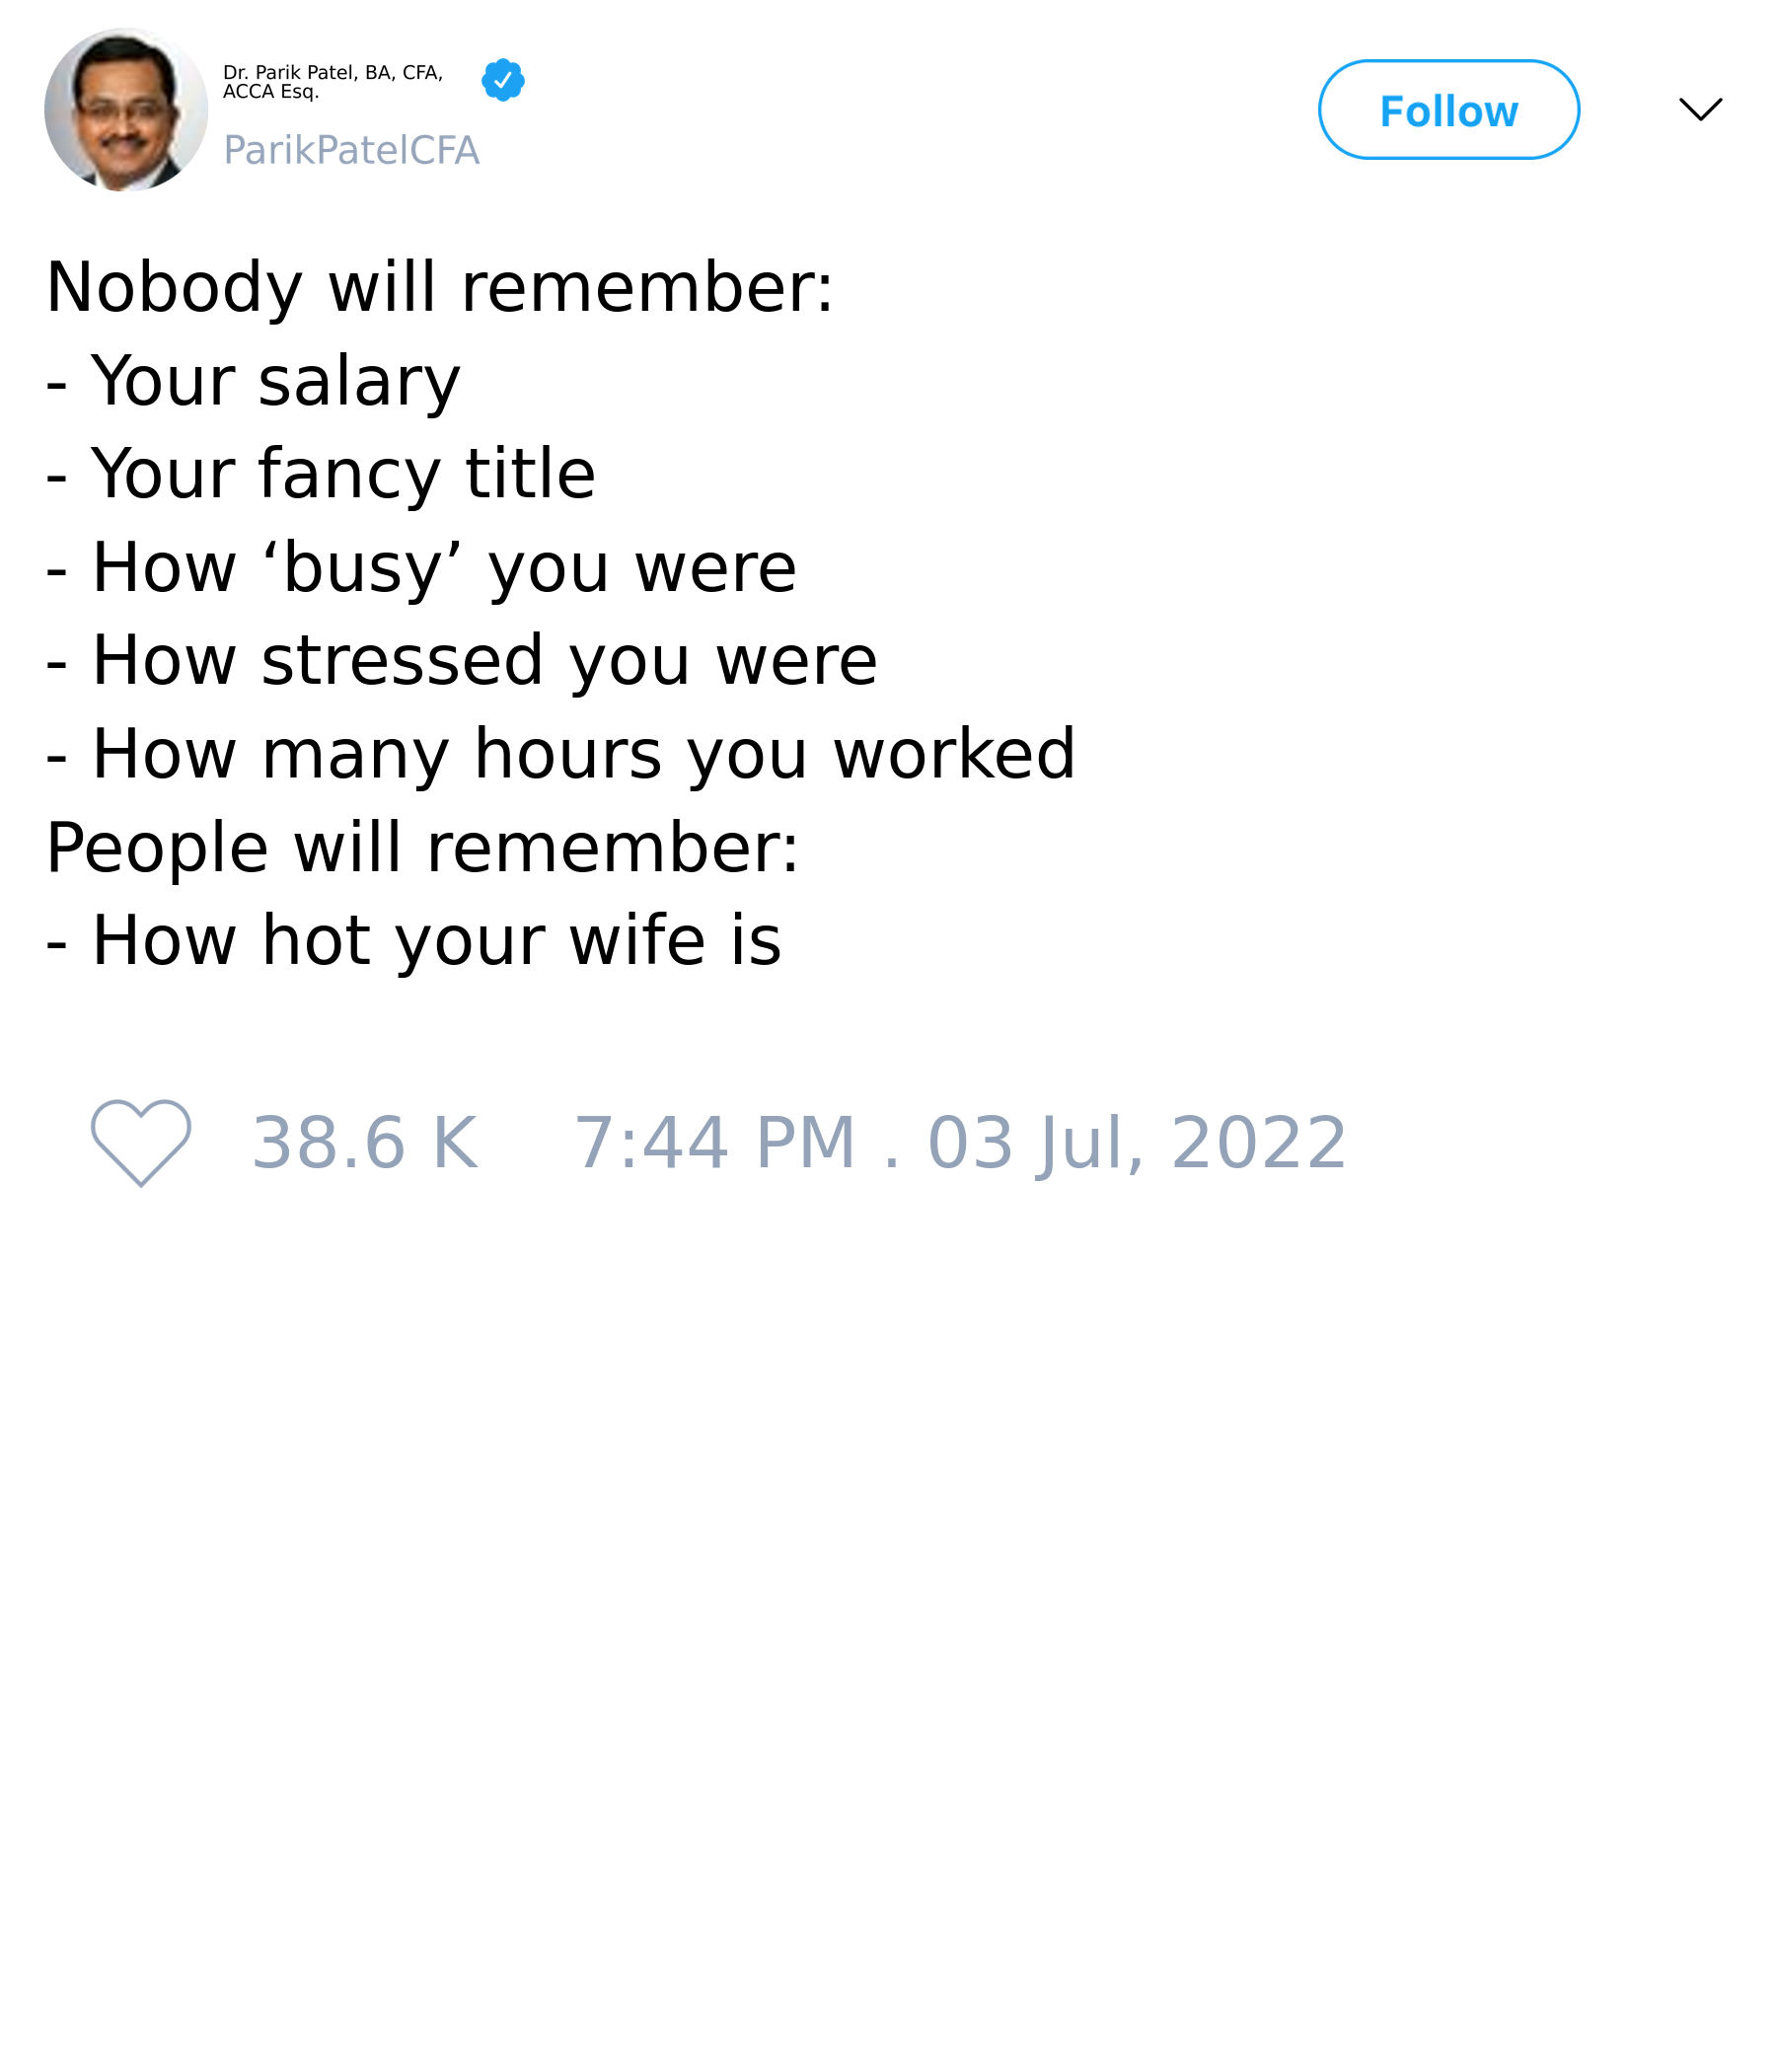 Dr. Parik Patel, BA, CFA,
ACCA Esq.
ParikPatelCFA
Follow
Nobody will remember:
- Your salary
- Your fancy title
- How ‘busy’ you were
- How stressed you were
- How many hours you worked
People will remember:
- How hot your wife is
38.6 K 7:44 PM . 03 Jul, 2022